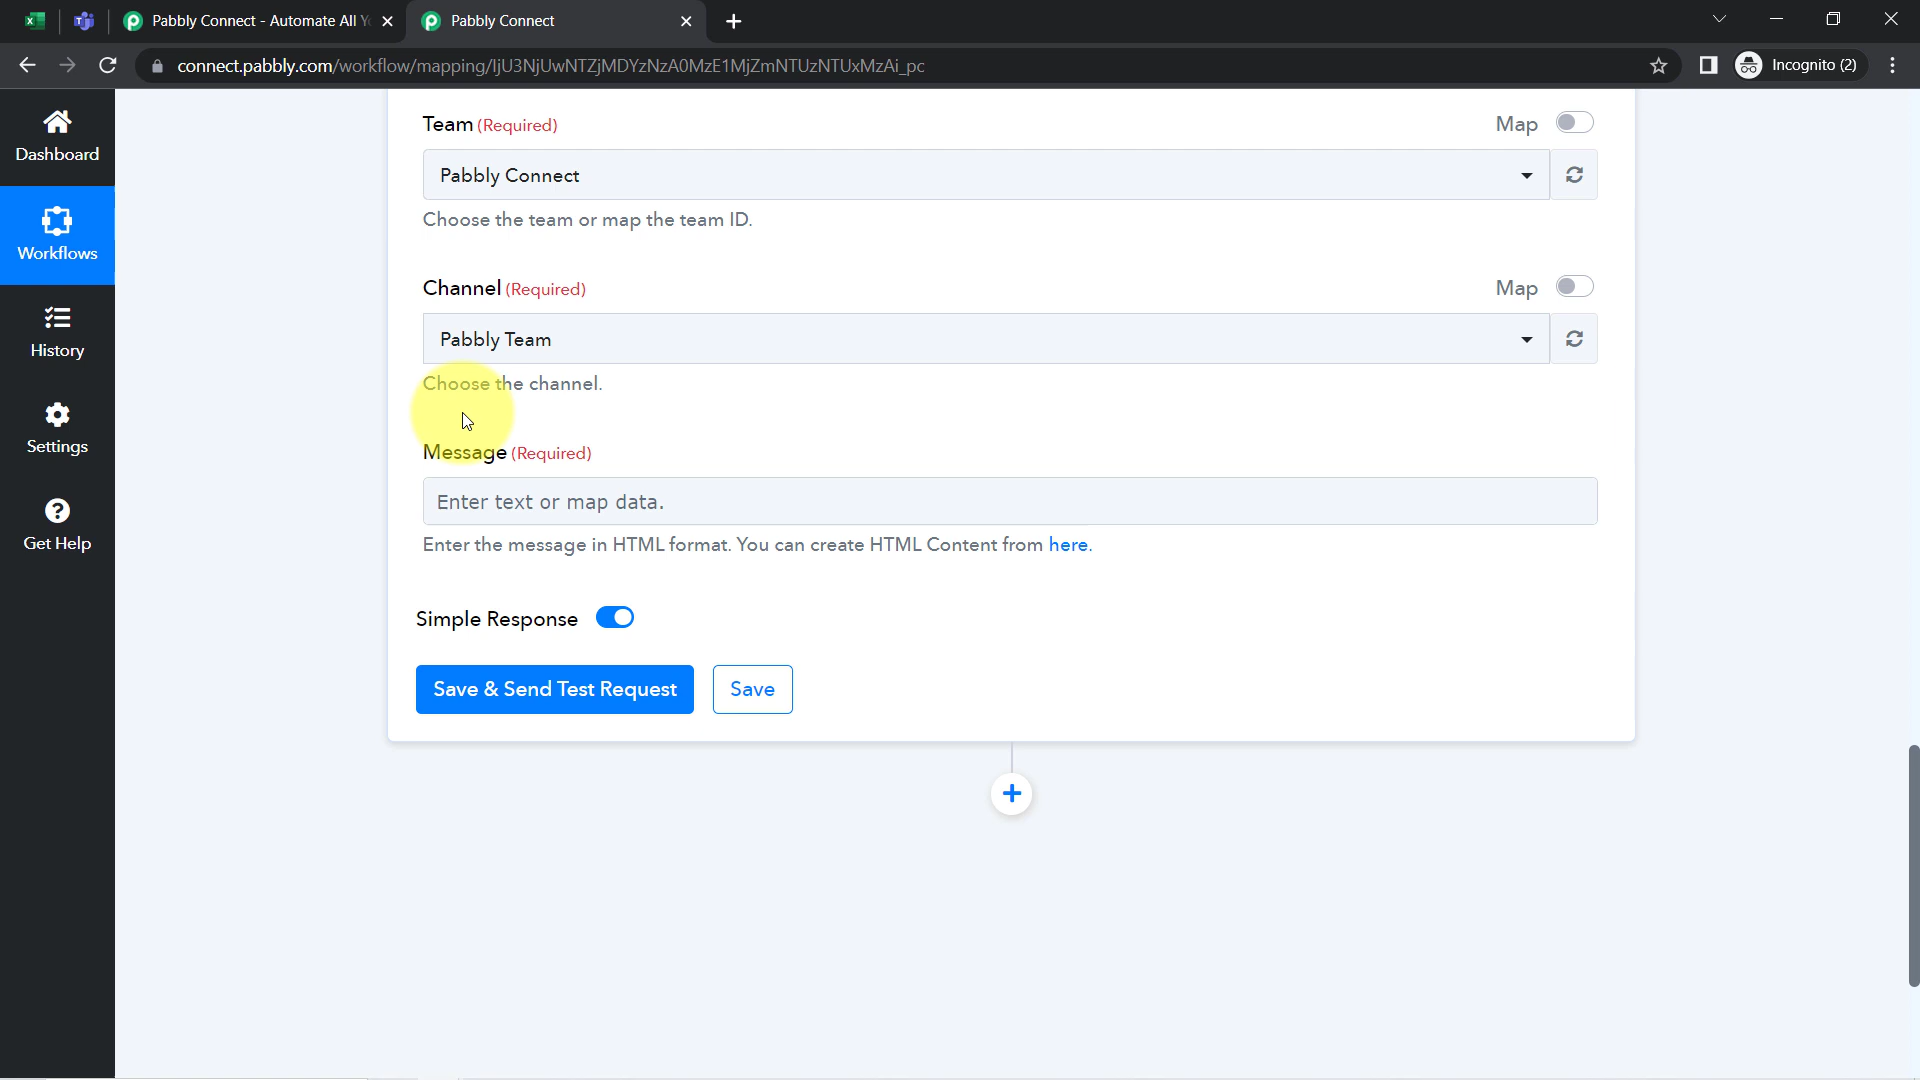 Pabbly Connect - Automate All Y
Pabbly Connect
connect.pabbly.com/workflow/mapping/IjU3NjUwNTZjMDYzNzA0MzE1MjZmNTUzNTUxMzAi_pc
Incognito (2)
Dashboard
Workflows
History
Settings
Get Help
Team (Required)
Map
Pabbly Connect
Choose the team or map the team ID.
Channel (Required)
Map
Pabbly Team
Choose the channel.
Message (Required)
Enter text or map data.
Enter the message in HTML format. You can create HTML Content from here.
Simple Response
Save & Send Test Request
Save